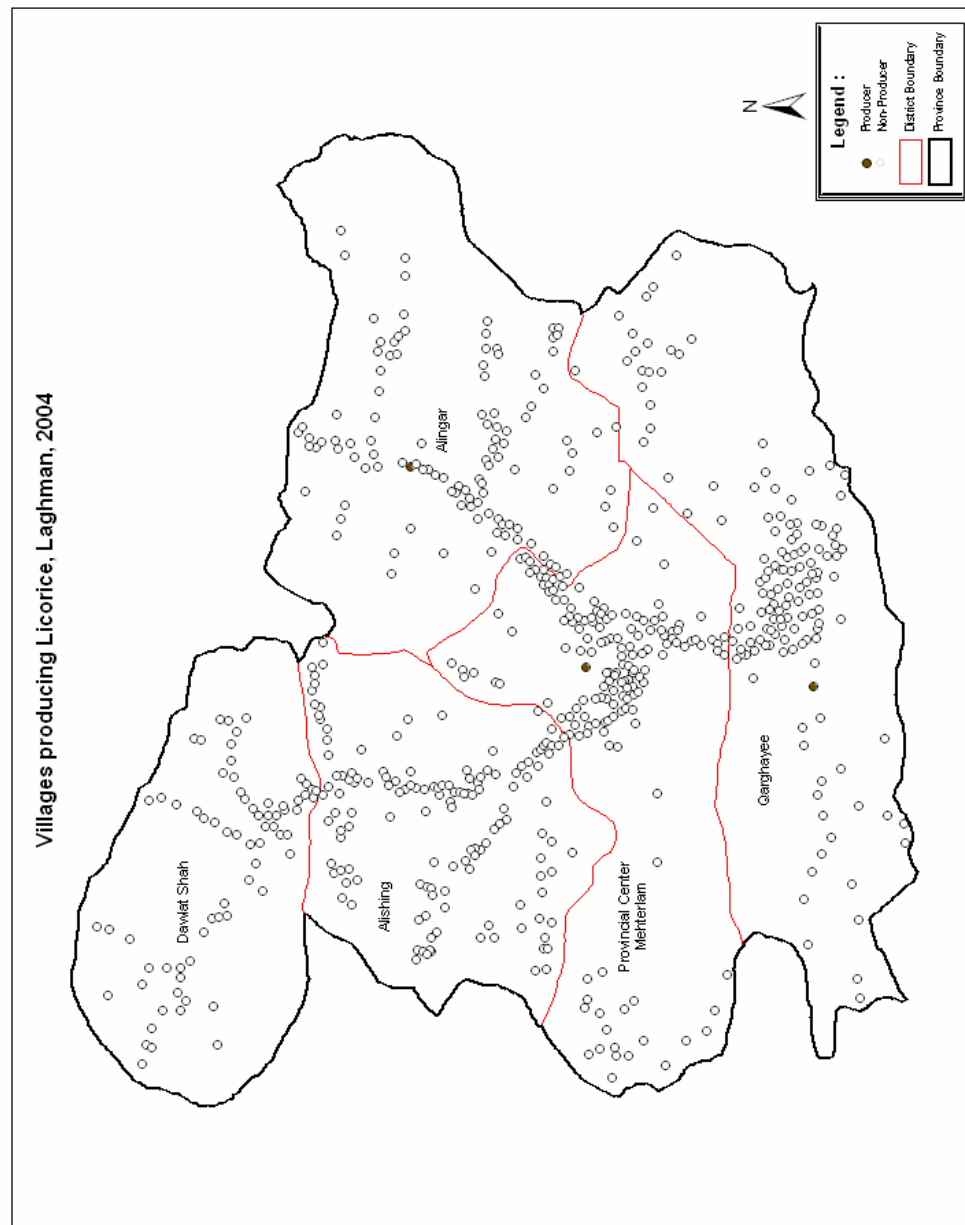 Villages producing Licorice, Laghman, 2004
N
Dawlat Shah
Alishing
Alingar
Provincial Center
Mehterlam
Qarghayee
Legend :
Producer
Non-Producer
District Boundary
Province Boundary